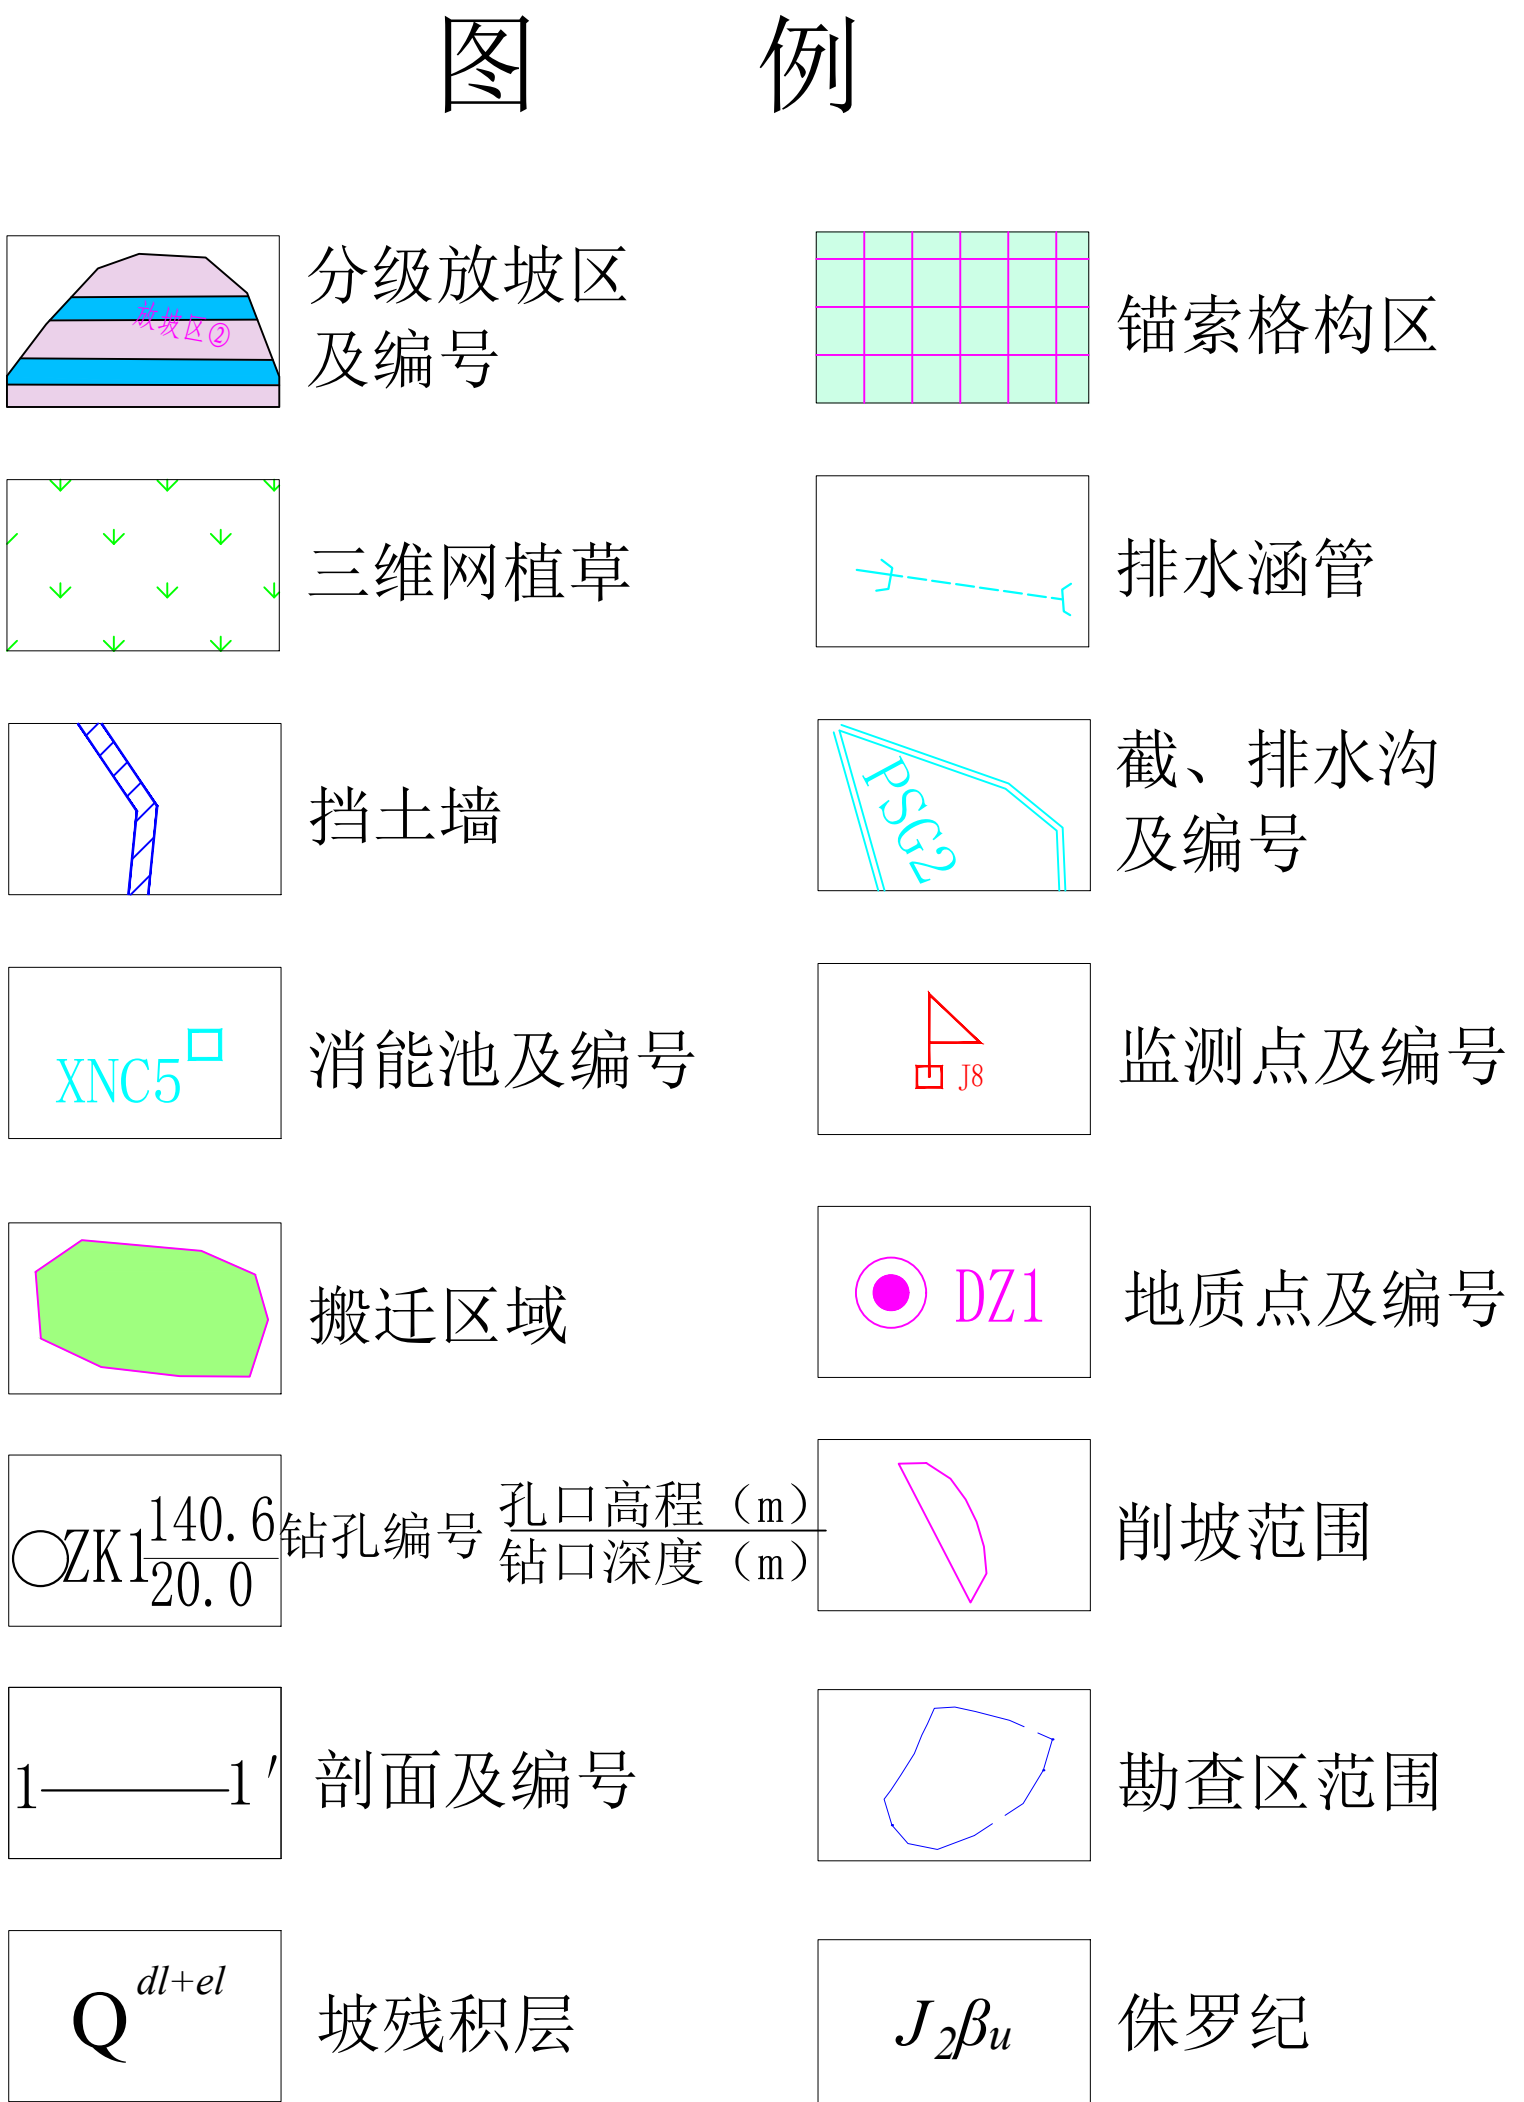 图 例
放坡区②
分级放坡区
及编号
锚索格构区
三维网植草
排水涵管
挡土墙
PSG2
截、排水沟
及编号
XNC5
消能池及编号
J8
监测点及编号
搬迁区域
DZ1
地质点及编号
ZK1 140.6
20.0
钻孔编号 孔口高程（m）
钻口深度（m）
削坡范围
1 1′
剖面及编号
勘查区范围
Q^{dl+el}
坡残积层
J₂βᵤ
侏罗纪